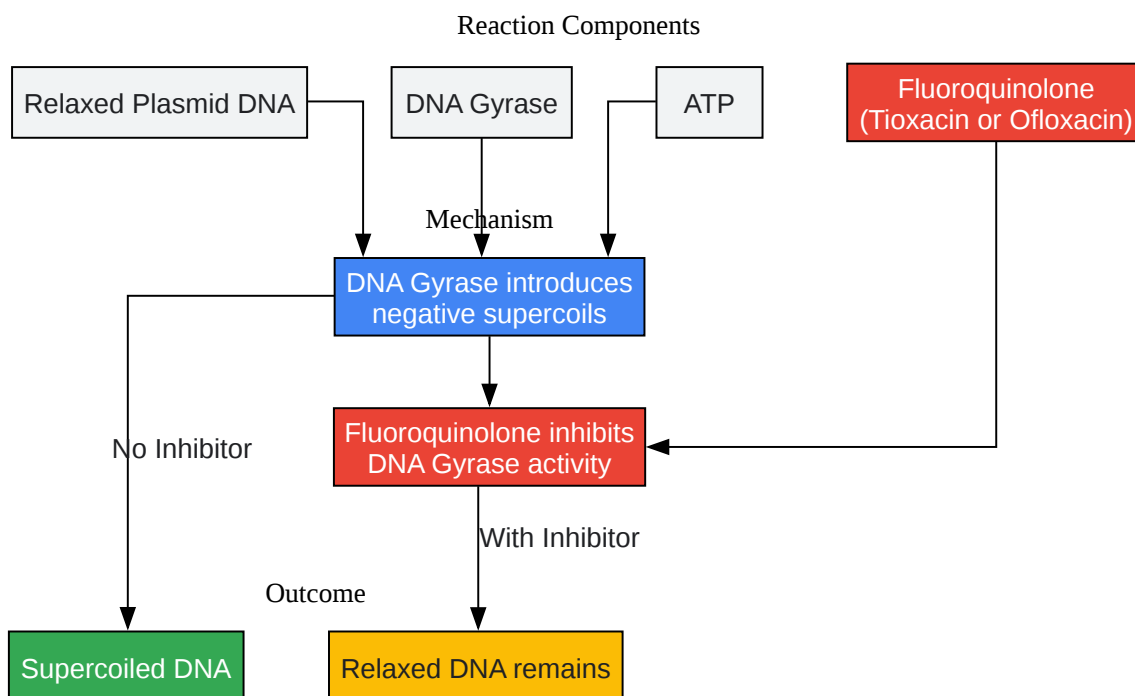 Reaction Components
Relaxed Plasmid DNA
DNA Gyrase
ATP
Fluoroquinolone
(Tioxacin or Ofloxacin)
Mechanism
DNA Gyrase introduces
negative supercoils
No Inhibitor
Fluoroquinolone inhibits
DNA Gyrase activity
With Inhibitor
Outcome
Supercoiled DNA
Relaxed DNA remains